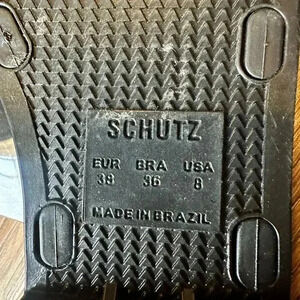 SCHUTZ
EUR BRA USA
38 36 8
MADE IN BRAZIL